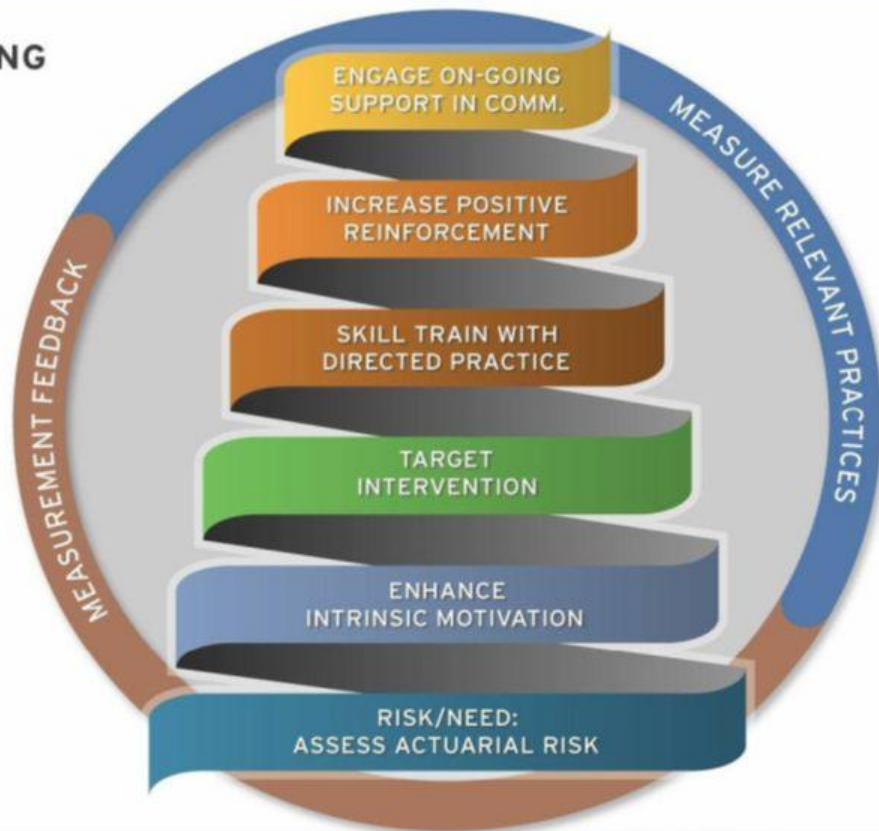 NG
ENGAGE ON-GOING
SUPPORT IN COMM.
MEASURE RELEVANT PRACTICES
INCREASE POSITIVE
REINFORCEMENT
MEASUREMENT FEEDBACK
SKILL TRAIN WITH
DIRECTED PRACTICE
TARGET
INTERVENTION
ENHANCE
INTRINSIC MOTIVATION
RISK/NEED:
ASSESS ACTUARIAL RISK